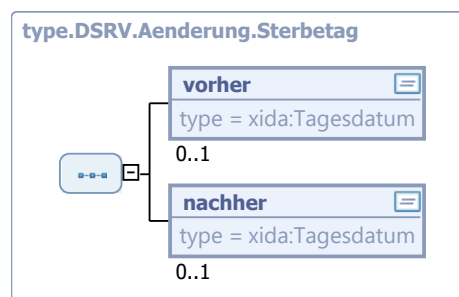 type.DSRV.Aenderung.Sterbetag
vorher
type = xida:Tagesdatum
0..1
nachher
type = xida:Tagesdatum
0..1